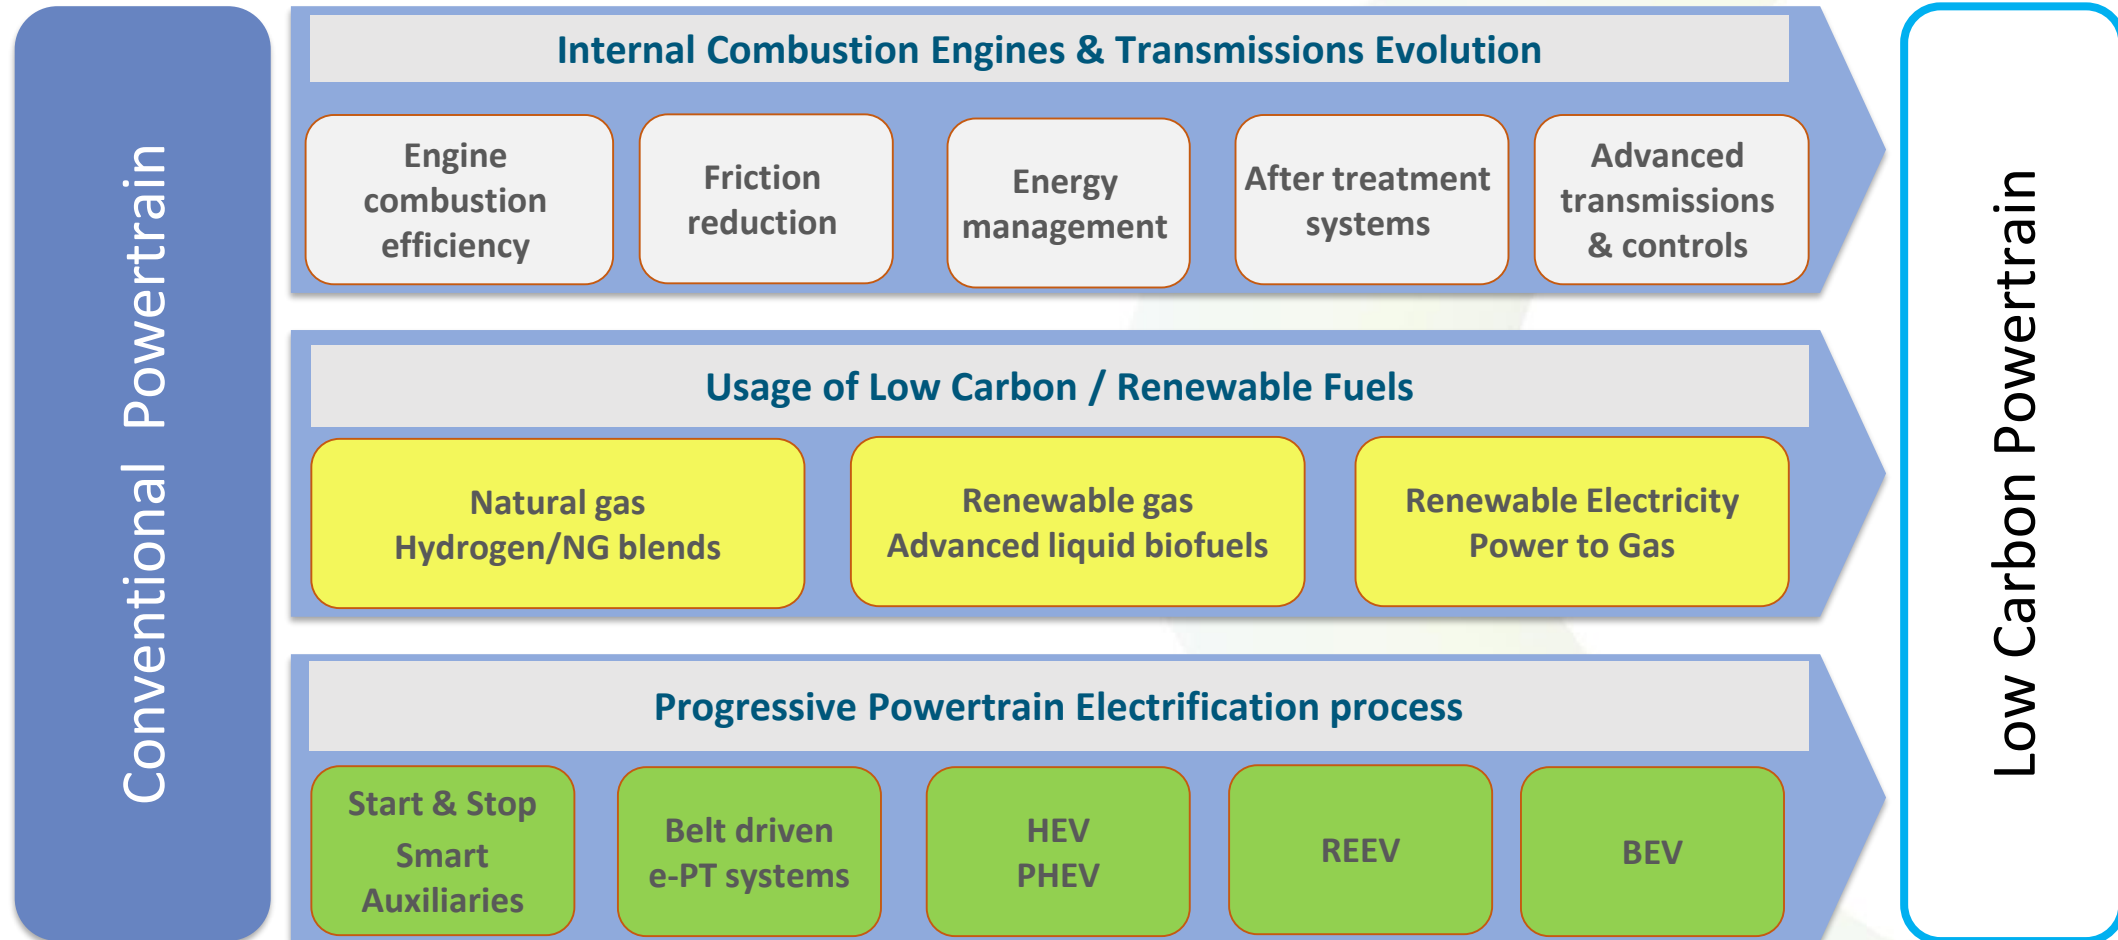 Conventional Powertrain
Internal Combustion Engines & Transmissions Evolution
Engine
combustion
efficiency
Friction
reduction
Energy
management
After treatment
systems
Advanced
transmissions
& controls
Usage of Low Carbon / Renewable Fuels
Natural gas
Hydrogen/NG blends
Renewable gas
Advanced liquid biofuels
Renewable Electricity
Power to Gas
Progressive Powertrain Electrification process
Start & Stop
Smart
Auxiliaries
Belt driven
e-PT systems
HEV
PHEV
REEV
BEV
Low Carbon Powertrain